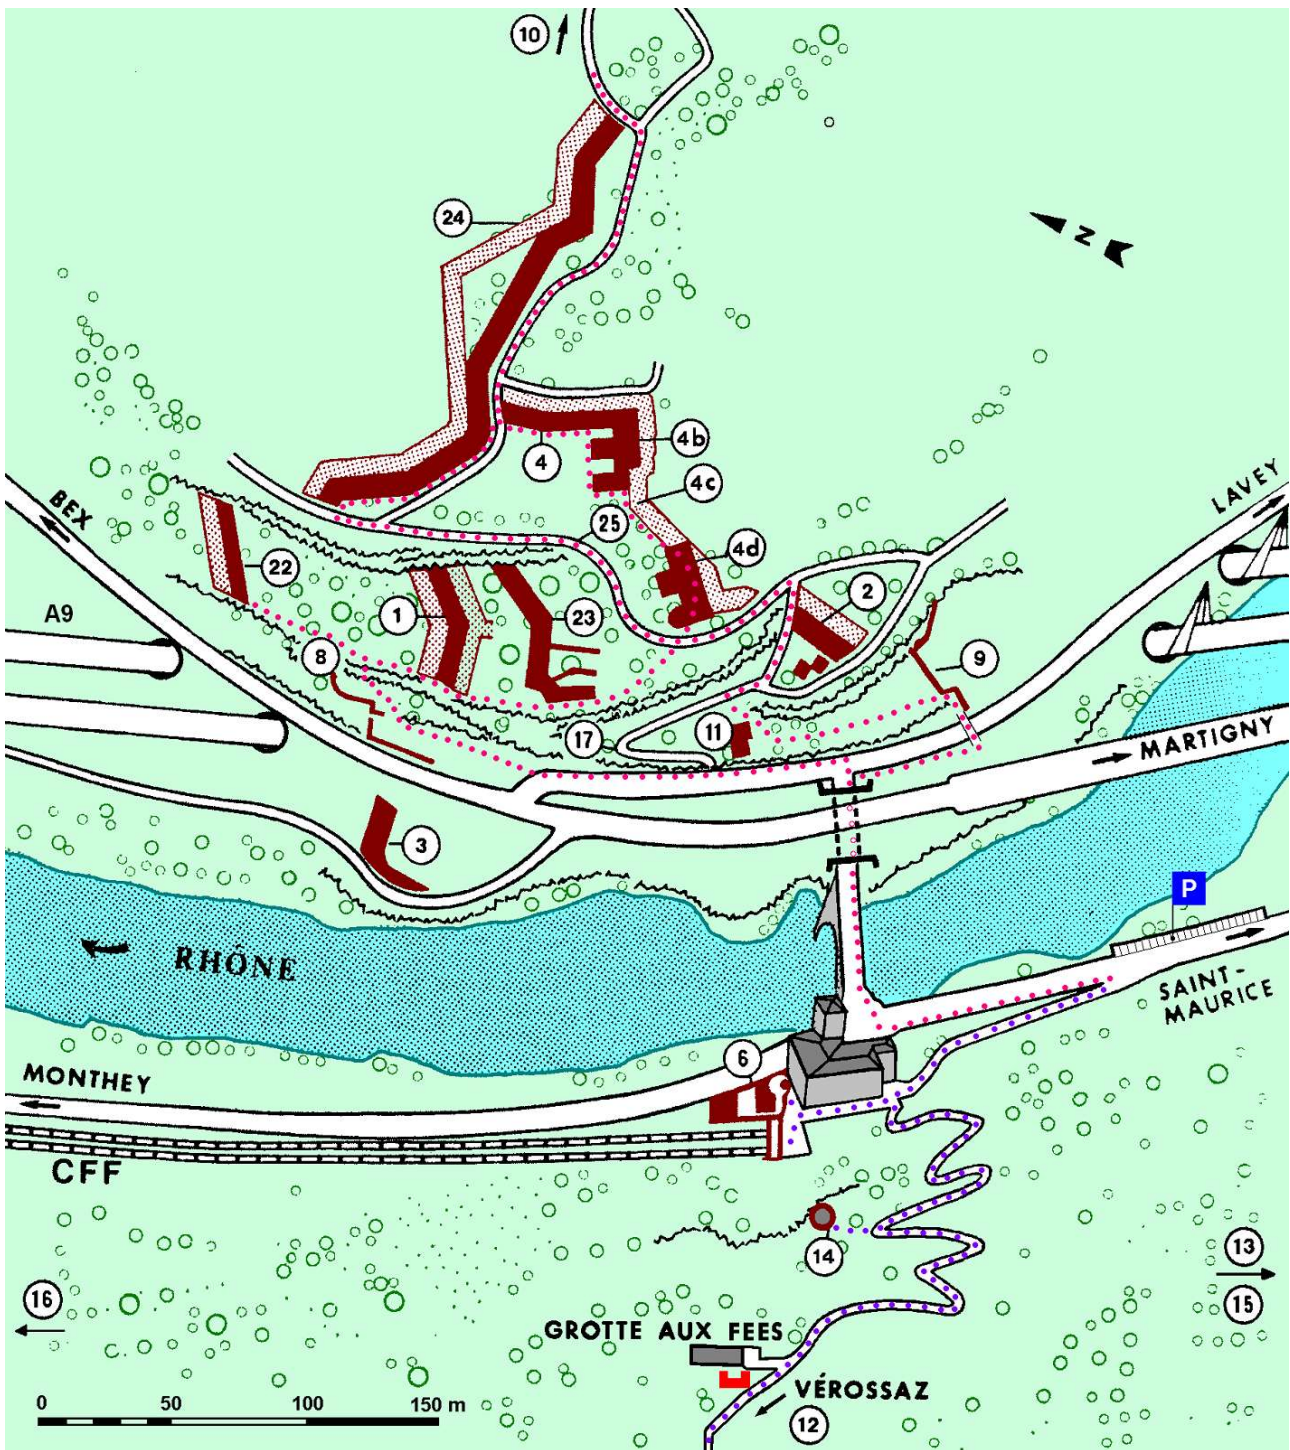 10
24
N
4b
4
4c
LAVEY
BEX
25
4d
22
2
1
23
A9
8
9
17
11
MARTIGNY
3
P
RHÔNE
SAINT-
MAURICE
6
MONTHEY
CFF
14
13
16
15
GROTTE AUX FEES
VÉROSSAZ
12
0 50 100 150 m